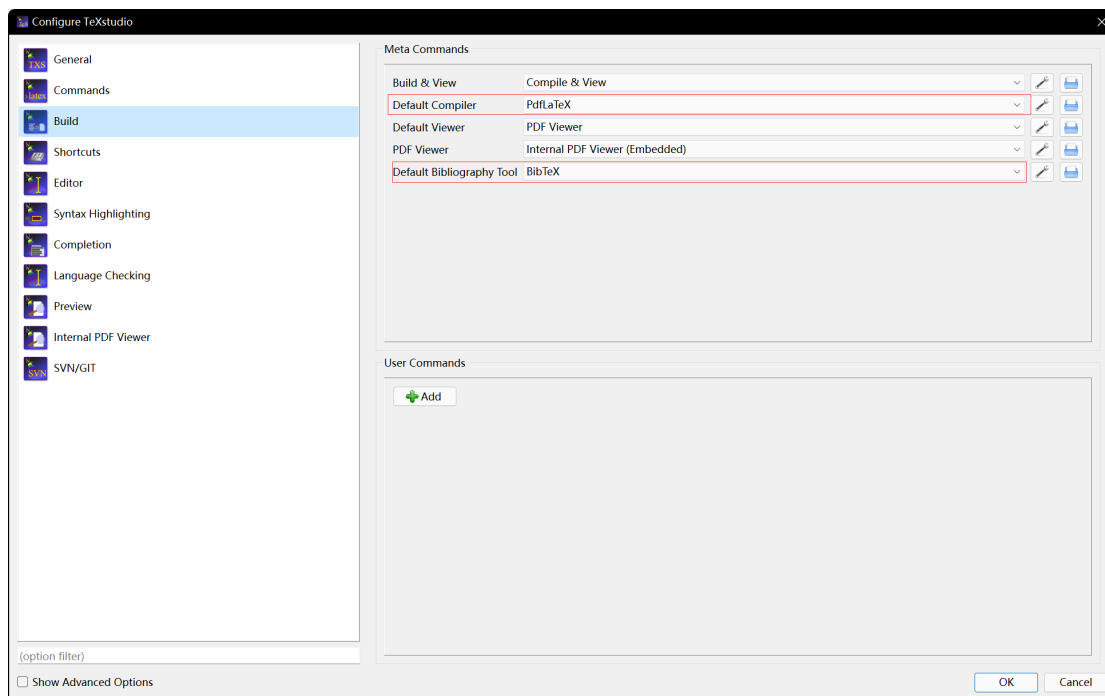 Configure TeXstudio
General
Commands
Build
Shortcuts
Editor
Syntax Highlighting
Completion
Language Checking
Preview
Internal PDF Viewer
SVN/GIT
(option filter)
Show Advanced Options
Meta Commands
Build & View Compile & View
Default Compiler PdfLaTeX
Default Viewer PDF Viewer
PDF Viewer Internal PDF Viewer (Embedded)
Default Bibliography Tool BibTeX
User Commands
Add
OK Cancel